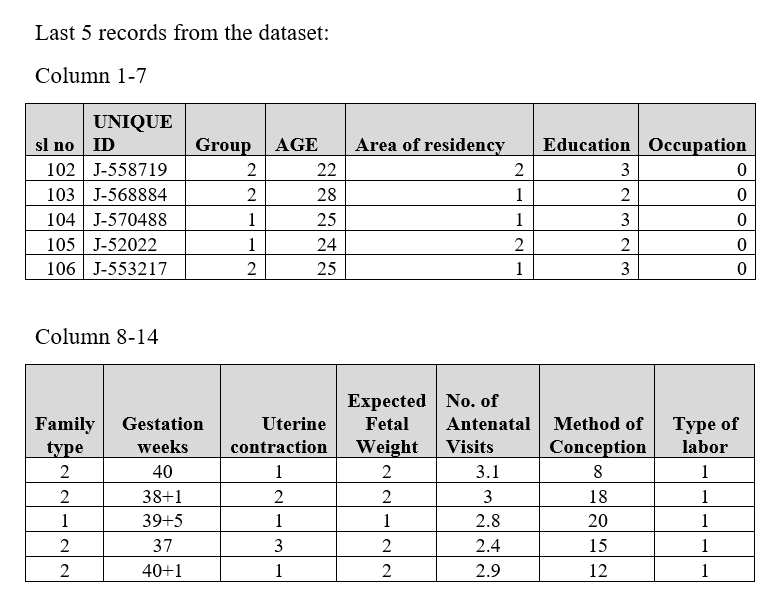 Last 5 records from the dataset:
Column 1-7
sl no UNIQUE ID Group AGE Area of residency Education Occupation
102 J-558719 2 22 2 3 0
103 J-568884 2 28 1 2 0
104 J-570488 1 25 1 3 0
105 J-52022 1 24 2 2 0
106 J-553217 2 25 1 3 0
Column 8-14
Family type Gestation weeks Uterine contraction Expected Fetal Weight No. of Antenatal Visits Method of Conception Type of labor
2 40 1 2 3.1 8 1
2 38+1 2 2 3 18 1
1 39+5 1 1 2.8 20 1
2 37 3 2 2.4 15 1
2 40+1 1 2 2.9 12 1